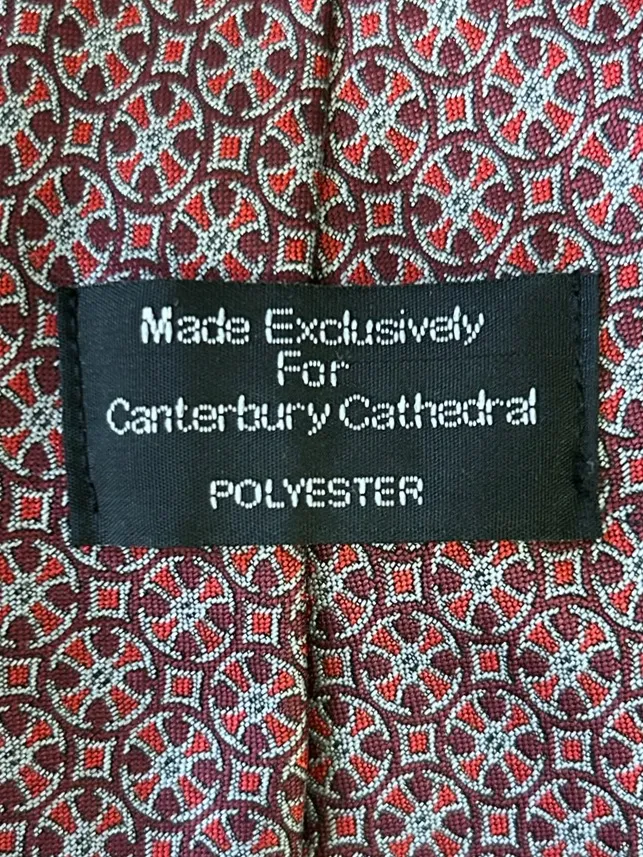 Made Exclusively
For
Canterbury Cathedral
POLYESTER